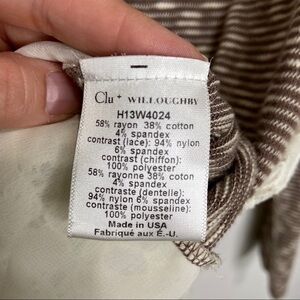 Clu + WILLOUGHBY
H13W4024
58% rayon 38% cotton
4% spandex
contrast (lace): 94% nylon
6% spandex
contrast (chiffon):
100% polyester
58% rayonne 38% coton
4% spandex
contraste (dentelle):
94% nylon 6% spandex
contraste (mousseline):
100% polyester
Made in USA
Fabriqué aux É.-U.